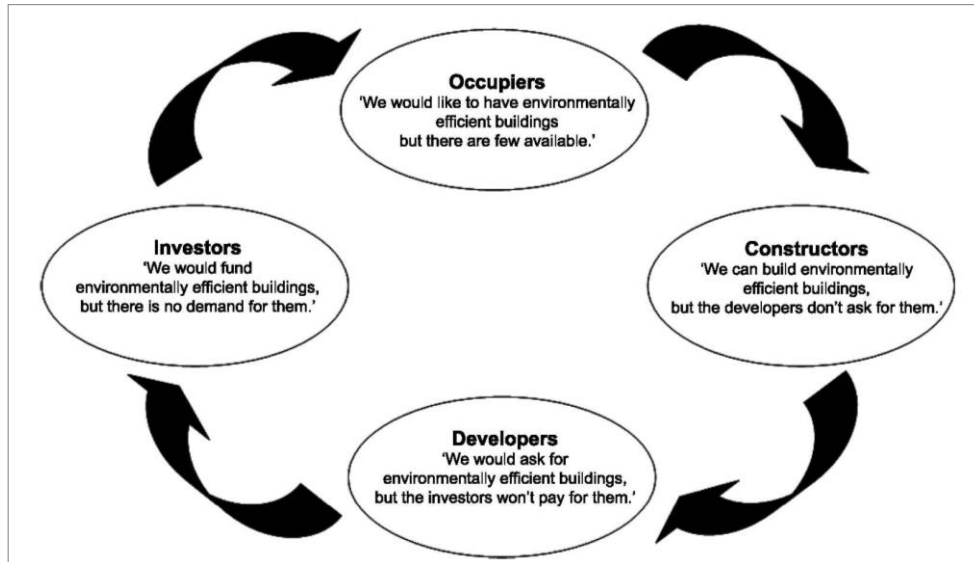 Occupiers
'We would like to have environmentally
efficient buildings
but there are few available.'
Investors
'We would fund
environmentally efficient buildings,
but there is no demand for them.'
Constructors
'We can build environmentally
efficient buildings,
but the developers don't ask for them.'
Developers
'We would ask for
environmentally efficient buildings,
but the investors won't pay for them.'